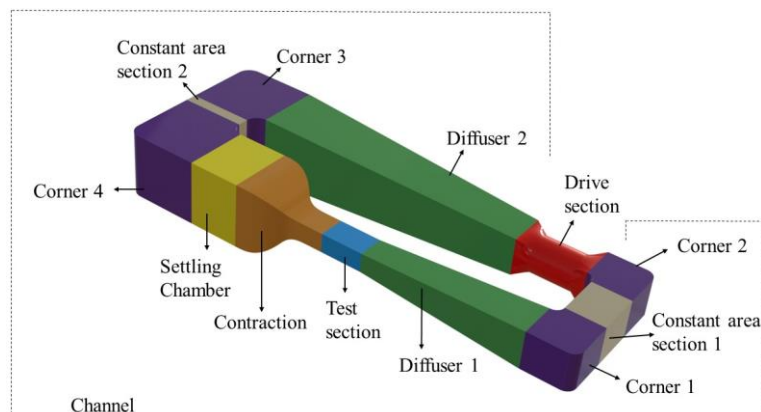 Constant area
section 2
Corner 3
Diffuser 2
Drive
section
Corner 4
Corner 2
Settling
Chamber
Contraction
Test
section
Diffuser 1
Constant area
section 1
Corner 1
Channel